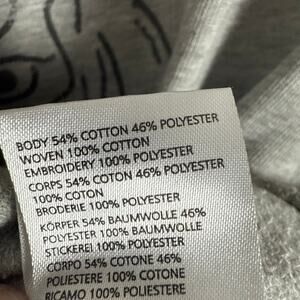 BODY 54% COTTON 46% POLYESTER
WOVEN 100% COTTON
EMBROIDERY 100% POLYESTER
CORPS 54% COTON 46% POLYESTER
100% COTON
BRODERIE 100% POLYESTER
KÖRPER 54% BAUMWOLLE 46%
POLYESTER 100% BAUMWOLLE
STICKEREI 100% POLYESTER
CORPO 54% COTONE 46%
POLIESTERE 100% COTONE
RICAMO 100% POLIESTERE